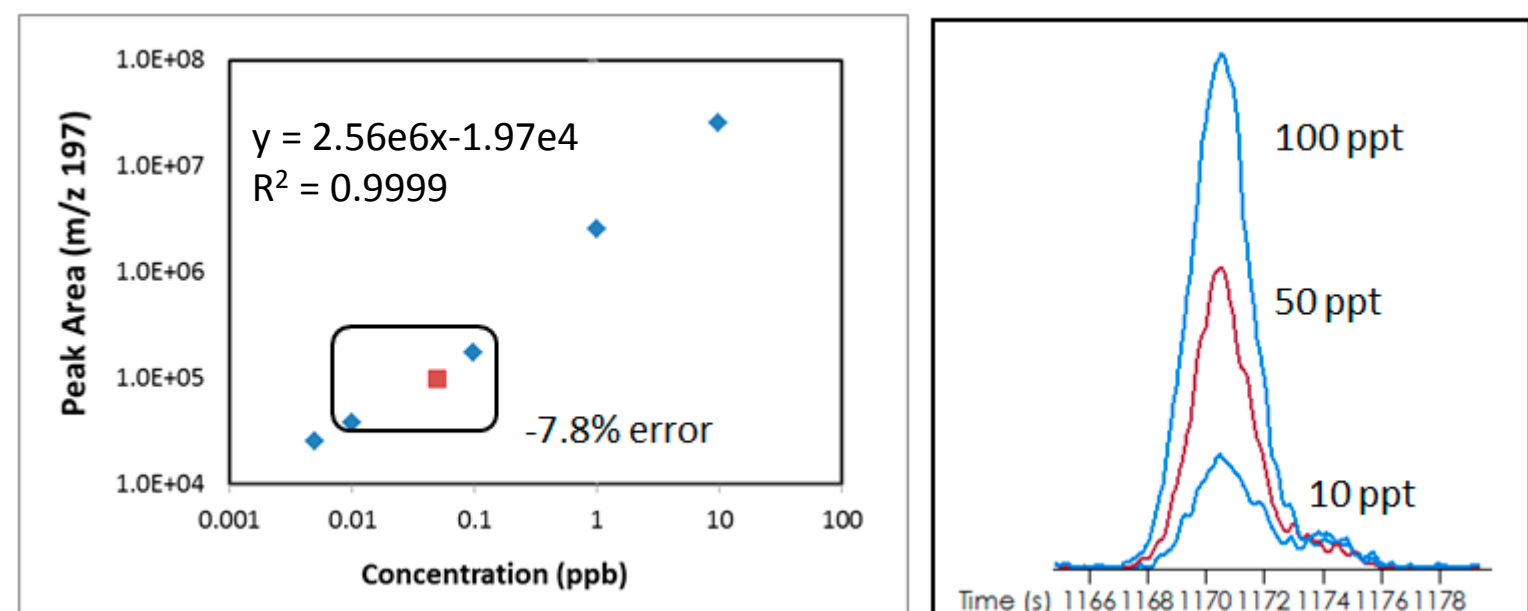 1.0E+08
1.0E+07
1.0E+06
1.0E+05
1.0E+04
Peak Area (m/z 197)
y = 2.56e6x-1.97e4
R² = 0.9999
-7.8% error
0.001 0.01 0.1 1 10 100
Concentration (ppb)
100 ppt
50 ppt
10 ppt
Time (s) 1166 1168 1170 1172 1174 1176 1178